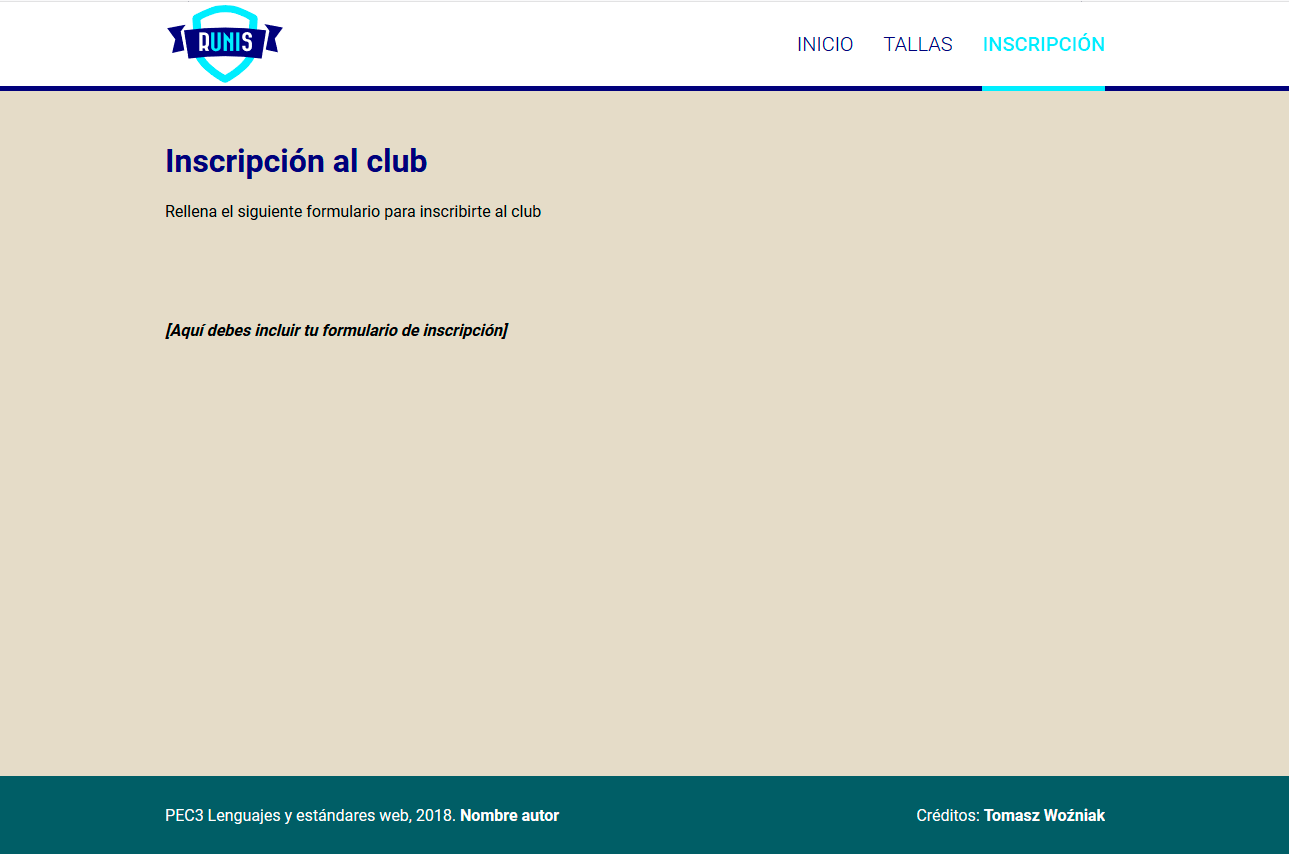 RUNIS
INICIO TALLAS INSCRIPCIÓN
Inscripción al club
Rellena el siguiente formulario para inscribirte al club
[Aquí debes incluir tu formulario de inscripción]
PEC3 Lenguajes y estándares web, 2018. Nombre autor
Créditos: Tomasz Woźniak